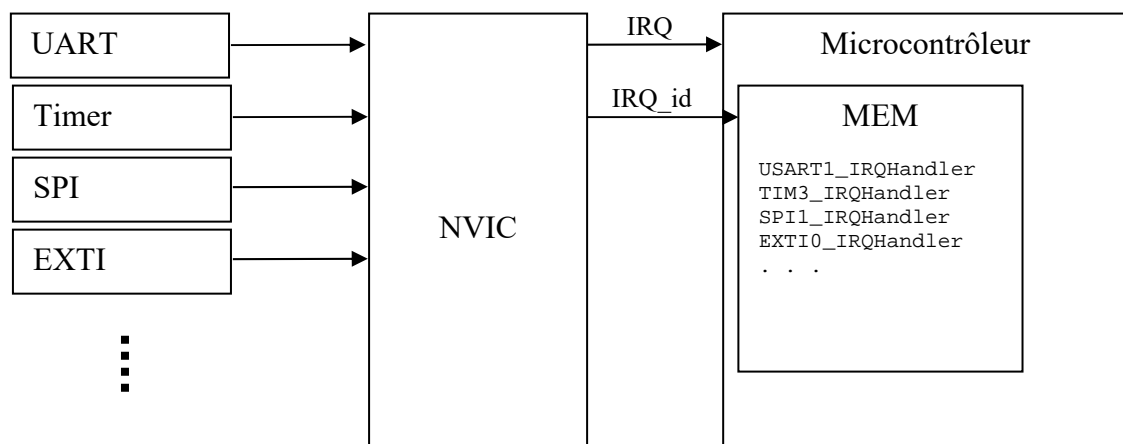 UART
Timer
SPI
EXTI
NVIC
IRQ
IRQ_id
Microcontrôleur
MEM
USART1_IRQHandler
TIM3_IRQHandler
SPI1_IRQHandler
EXTI0_IRQHandler
. . .